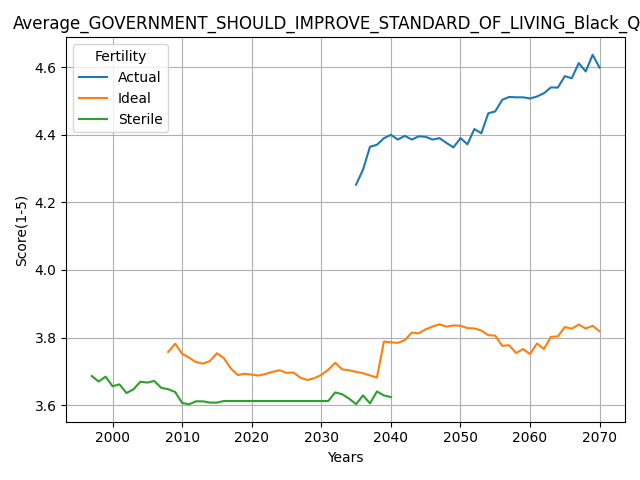 Average_GOVERNMENT_SHOULD_IMPROVE_STANDARD_OF_LIVING_Black_Q
Fertility
Actual
Ideal
Sterile
Score(1-5)
4.6
4.4
4.2
4.0
3.8
3.6
2000 2010 2020 2030 2040 2050 2060 2070
Years